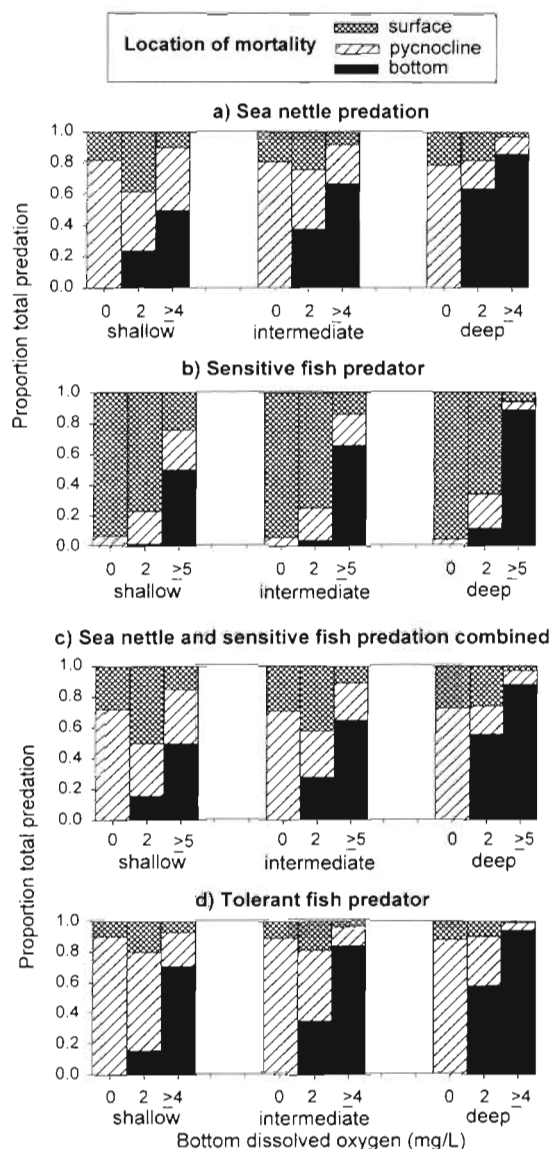 Location of mortality
surface
pycnocline
bottom
a) Sea nettle predation
Proportion total predation
1.0
0.8
0.6
0.4
0.2
0.0
0 2 ≥4 0 2 ≥4 0 2 ≥4
shallow intermediate deep
b) Sensitive fish predator
1.0
0.8
0.6
0.4
0.2
0.0
0 2 ≥5 0 2 ≥5 0 2 ≥5
shallow intermediate deep
c) Sea nettle and sensitive fish predation combined
Proportion total predation
1.0
0.8
0.6
0.4
0.2
0.0
0 2 ≥5 0 2 ≥5 0 2 ≥5
shallow intermediate deep
d) Tolerant fish predator
1.0
0.8
0.6
0.4
0.2
0.0
0 2 ≥4 0 2 ≥4 0 2 ≥4
shallow intermediate deep
Bottom dissolved oxygen (mg/L)